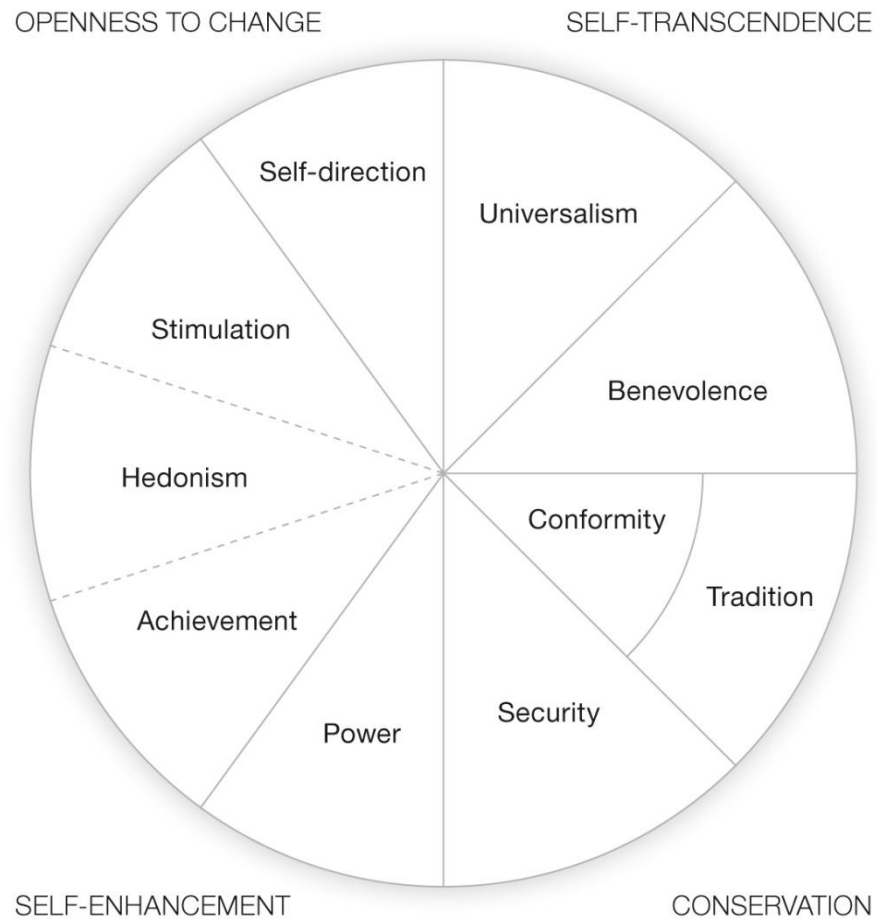 OPENNESS TO CHANGE
SELF-TRANSCENDENCE
Self-direction
Universalism
Stimulation
Benevolence
Hedonism
Conformity
Tradition
Achievement
Security
Power
SELF-ENHANCEMENT
CONSERVATION